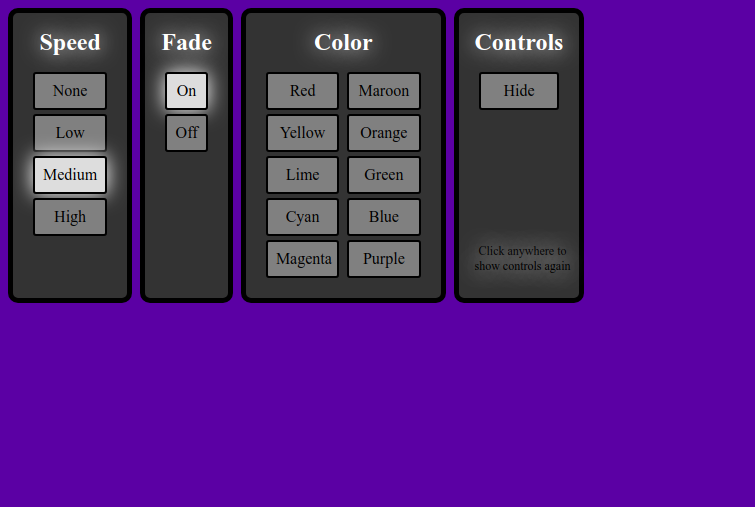 Speed
None
Low
Medium
High
Fade
On
Off
Color
Red
Maroon
Yellow
Orange
Lime
Green
Cyan
Blue
Magenta
Purple
Controls
Hide
Click anywhere to
show controls again